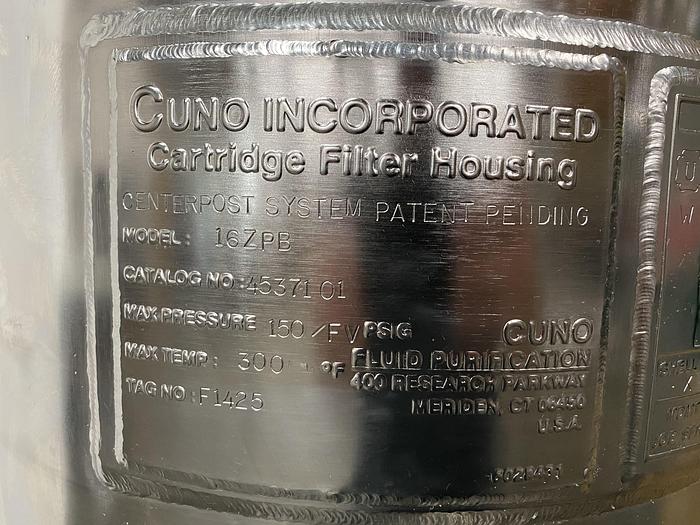 CUNO INCORPORATED
Cartridge Filter Housing
CENTERPOST SYSTEM PATENT PENDING
MODEL: 16ZPB
CATALOG NO: 45371-01
MAX PRESSURE 150/FV PSIG
MAX TEMP: 300 °F
TAG NO: F1425
CUNO
FLUID PURIFICATION
400 RESEARCH PARKWAY
MERIDEN, CT 06450
U.S.A.
U
W
SHELL
X